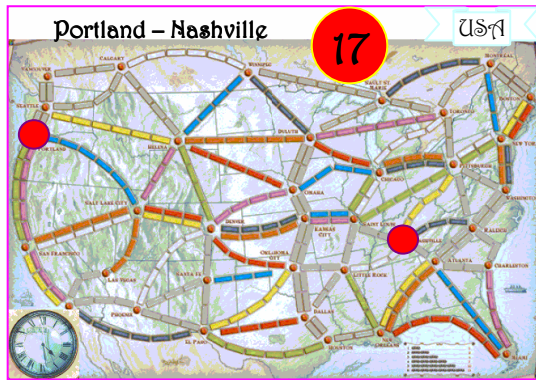 Portland – Nashville
17
USA
VANCOUVER
CALGARY
WINNIPEG
SAULT ST. MARIE
MONTREAL
SEATTLE
BOSTON
TORONTO
PORTLAND
HELENA
DULUTH
NEW YORK
PITTSBURGH
CHICAGO
OMAHA
WASHINGTON
SALT LAKE CITY
DENVER
KANSAS CITY
SAINT LOUIS
NASHVILLE
RALEIGH
SAN FRANCISCO
OKLAHOMA CITY
LAS VEGAS
SANTA FE
LITTLE ROCK
ATLANTA
CHARLESTON
PHOENIX
DALLAS
EL PASO
HOUSTON
NEW ORLEANS
MIAMI